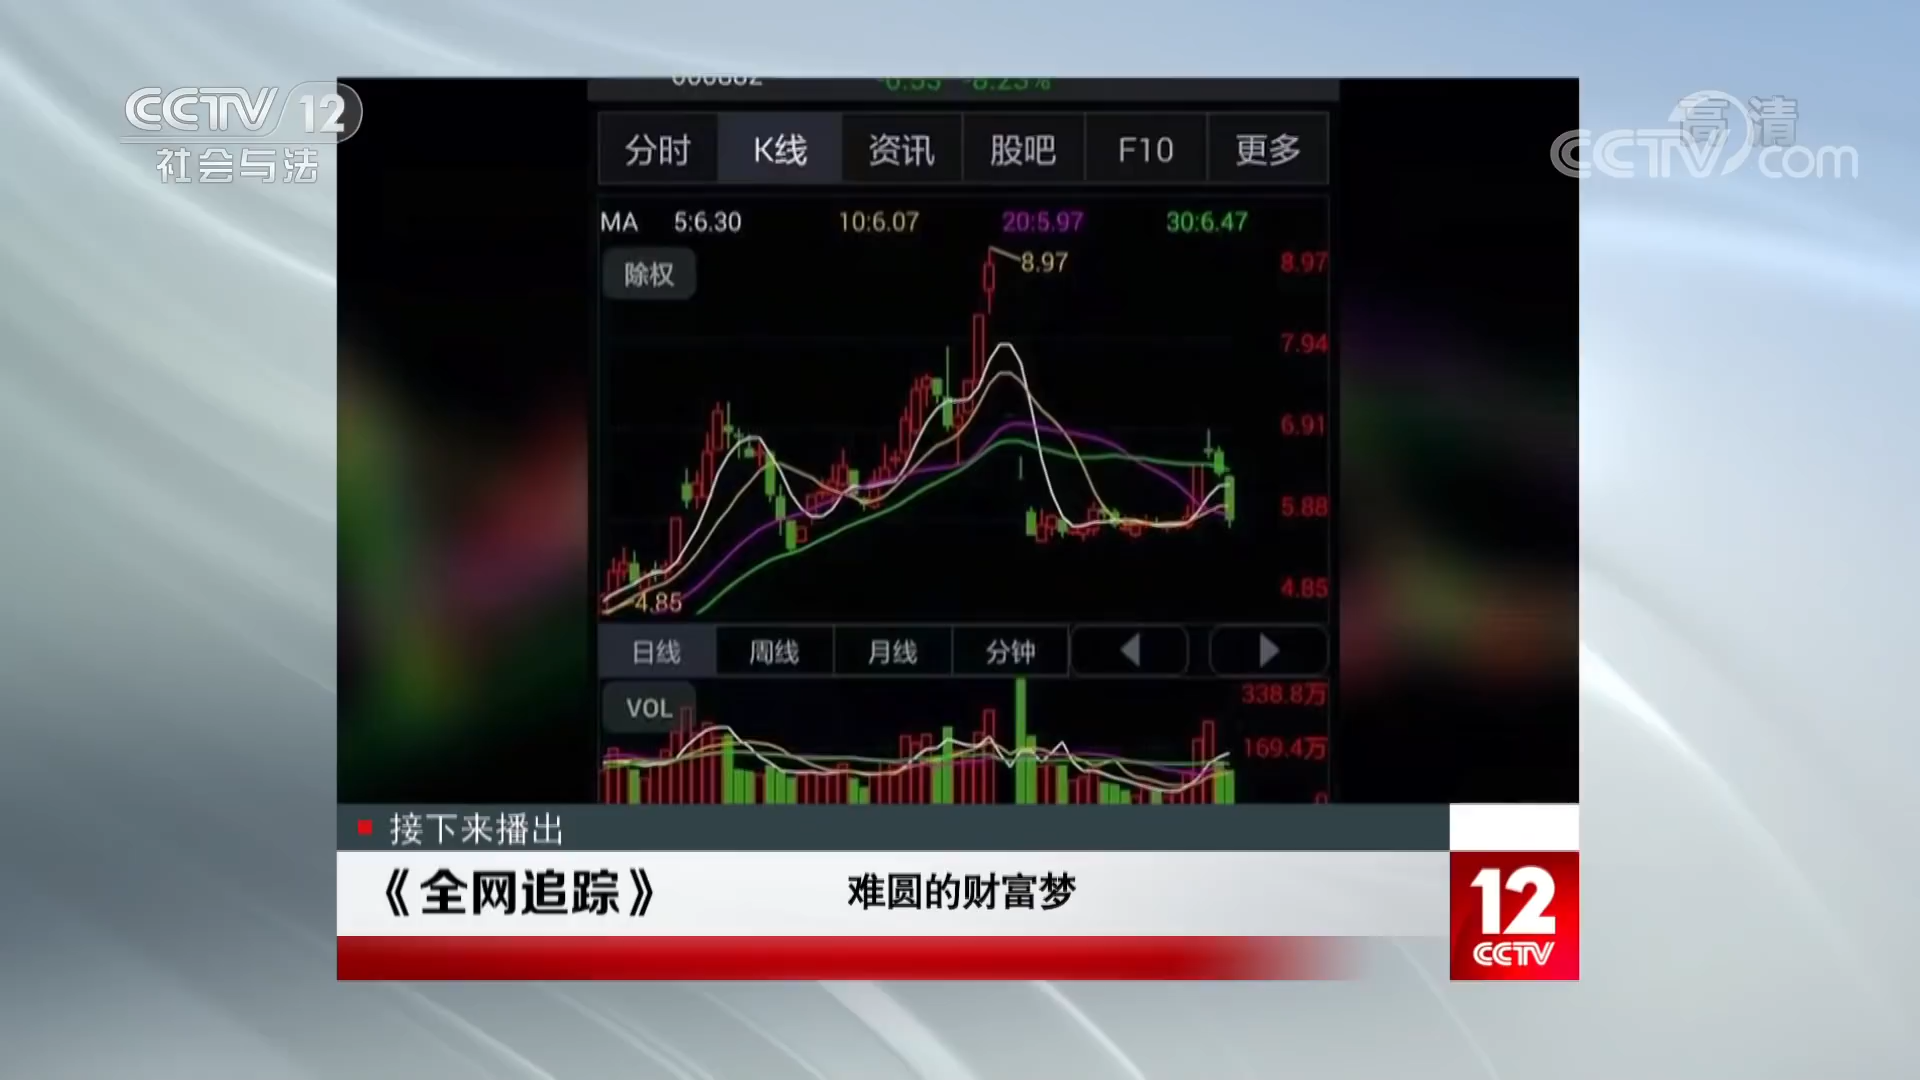 CCTV 12
社会与法
高清
CCTV com
-8.23%
分时 K线 资讯 股吧 F10 更多
MA 5:6.30 10:6.07 20:5.97 30:6.47
除权
8.97
8.97
7.94
6.91
5.88
4.85
4.85
日线 周线 月线 分钟
VOL
338.8万
169.4万
接下来播出
《全网追踪》 难圆的财富梦
12
CCTV